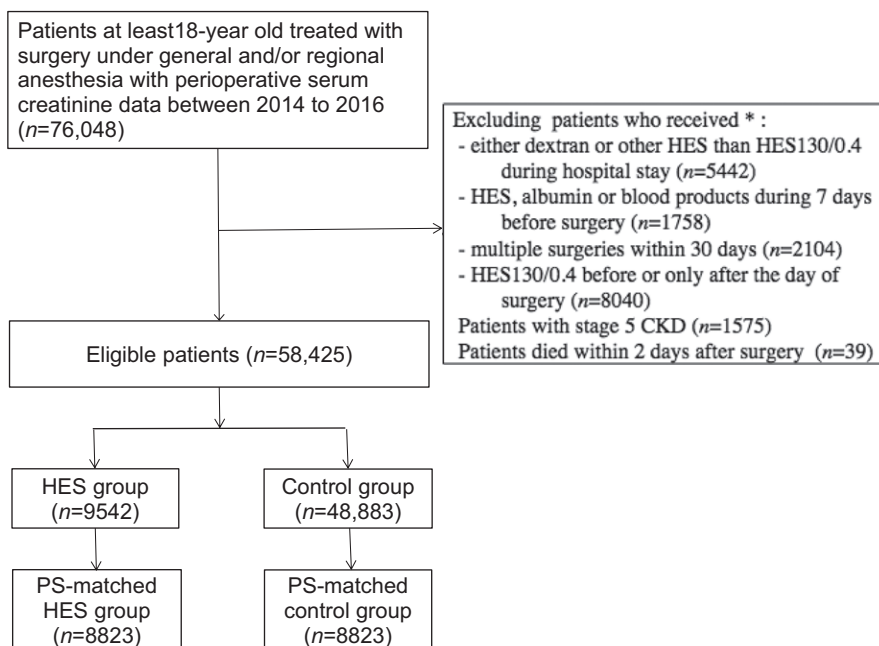 Patients at least18-year old treated with
surgery under general and/or regional
anesthesia with perioperative serum
creatinine data between 2014 to 2016
(n=76,048)
Excluding patients who received * :
- either dextran or other HES than HES130/0.4
during hospital stay (n=5442)
- HES, albumin or blood products during 7 days
before surgery (n=1758)
- multiple surgeries within 30 days (n=2104)
- HES130/0.4 before or only after the day of
surgery (n=8040)
Patients with stage 5 CKD (n=1575)
Patients died within 2 days after surgery (n=39)
Eligible patients (n=58,425)
HES group
(n=9542)
Control group
(n=48,883)
PS-matched
HES group
(n=8823)
PS-matched
control group
(n=8823)